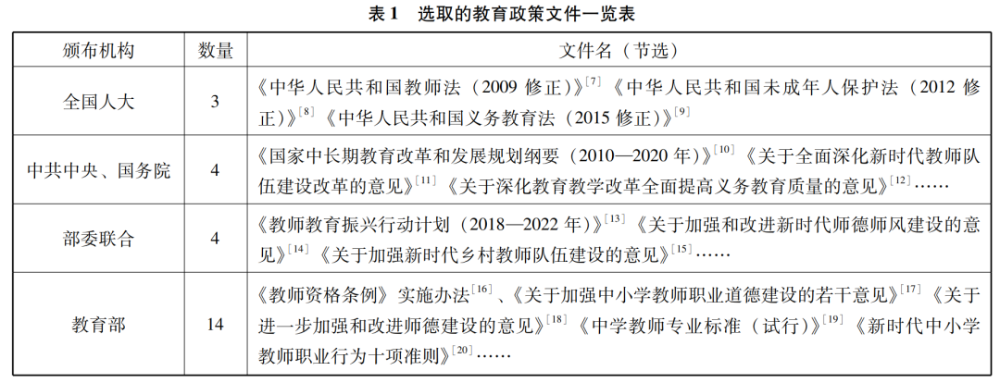 表 1 选取的教育政策文件一览表
颁布机构 数量 文件名（节选）
全国人大 3 《中华人民共和国教师法（2009 修正）》[7]《中华人民共和国未成年人保护法（2012 修
正）》[8]《中华人民共和国义务教育法（2015 修正）》[9]
中共中央、国务院 4 《国家中长期教育改革和发展规划纲要（2010—2020 年）》[10]《关于全面深化新时代教师队
伍建设改革的意见》[11]《关于深化教育教学改革全面提高义务教育质量的意见》[12]……
部委联合 4 《教师教育振兴行动计划（2018—2022 年）》[13]《关于加强和改进新时代师德师风建设的意
见》[14]《关于加强新时代乡村教师队伍建设的意见》[15]……
教育部 14 《教师资格条例》实施办法[16]、《关于加强中小学教师职业道德建设的若干意见》[17]《关于
进一步加强和改进师德建设的意见》[18]《中学教师专业标准（试行）》[19]《新时代中小学
教师职业行为十项准则》[20]……